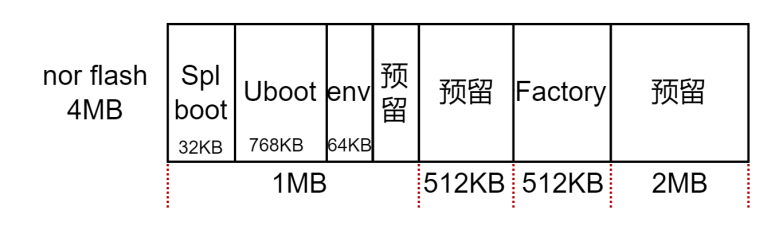 nor flash
4MB
Spl
boot
32KB
Uboot
768KB
env
64KB
预
留
预留
Factory
预留
1MB
512KB
512KB
2MB